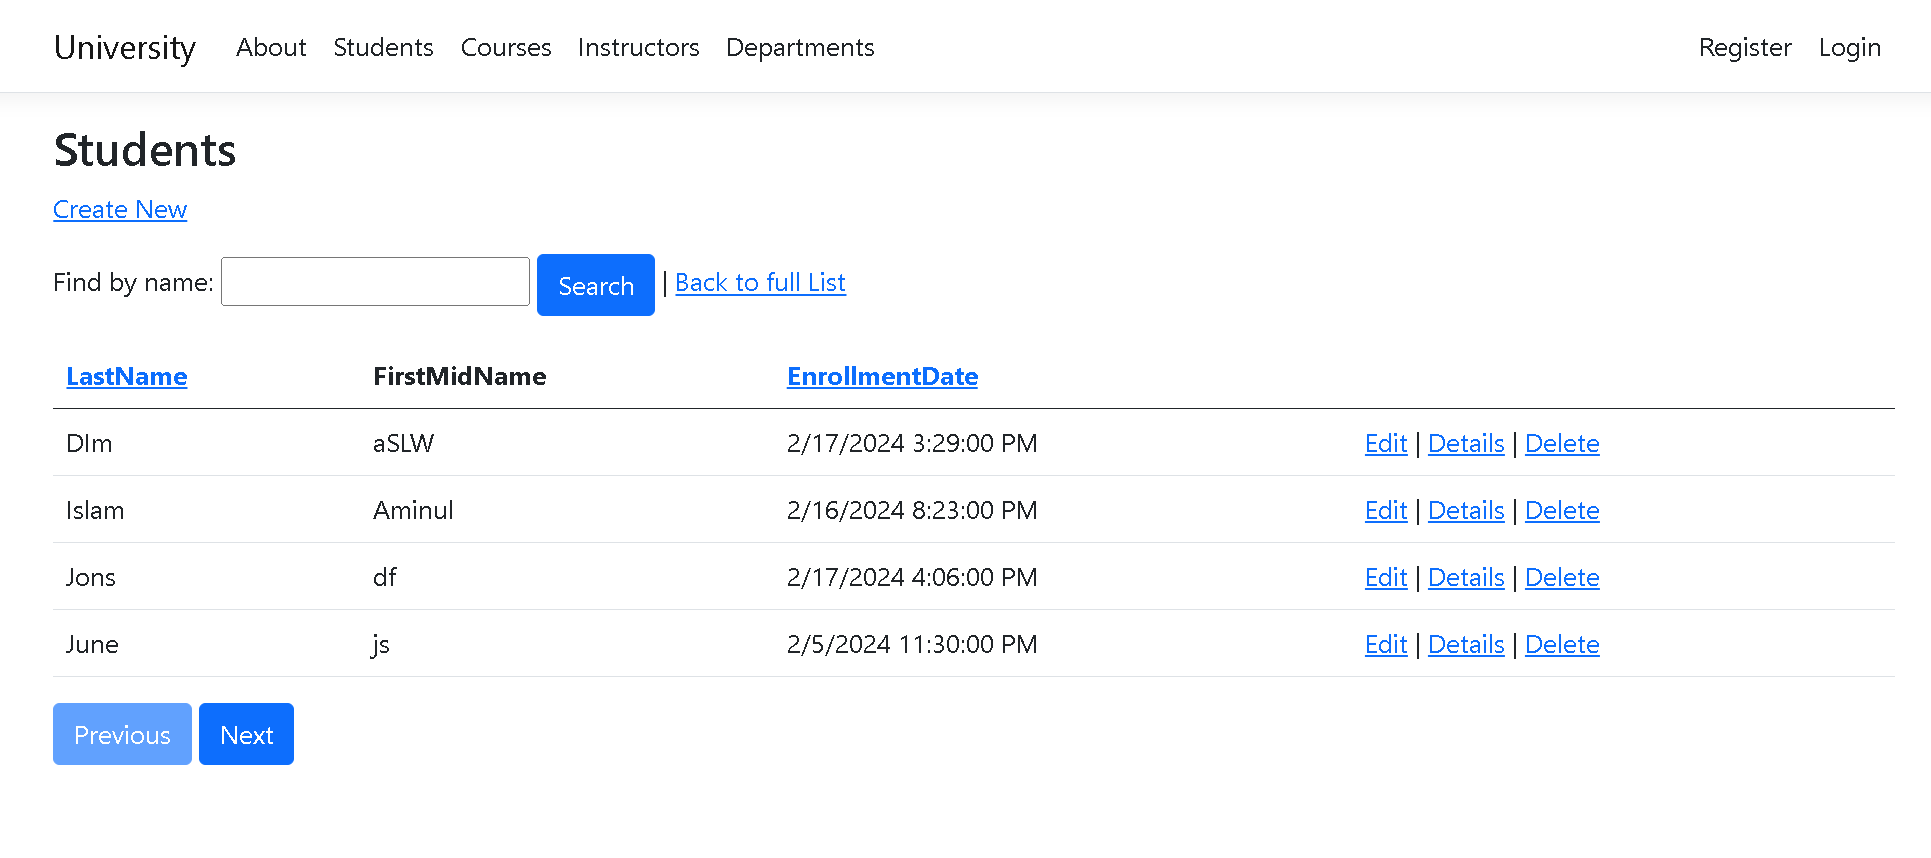 University About Students Courses Instructors Departments Register Login
Students
Create New
Find by name: Search | Back to full List
LastName FirstMidName EnrollmentDate
DIm aSLW 2/17/2024 3:29:00 PM Edit | Details | Delete
Islam Aminul 2/16/2024 8:23:00 PM Edit | Details | Delete
Jons df 2/17/2024 4:06:00 PM Edit | Details | Delete
June js 2/5/2024 11:30:00 PM Edit | Details | Delete
Previous Next